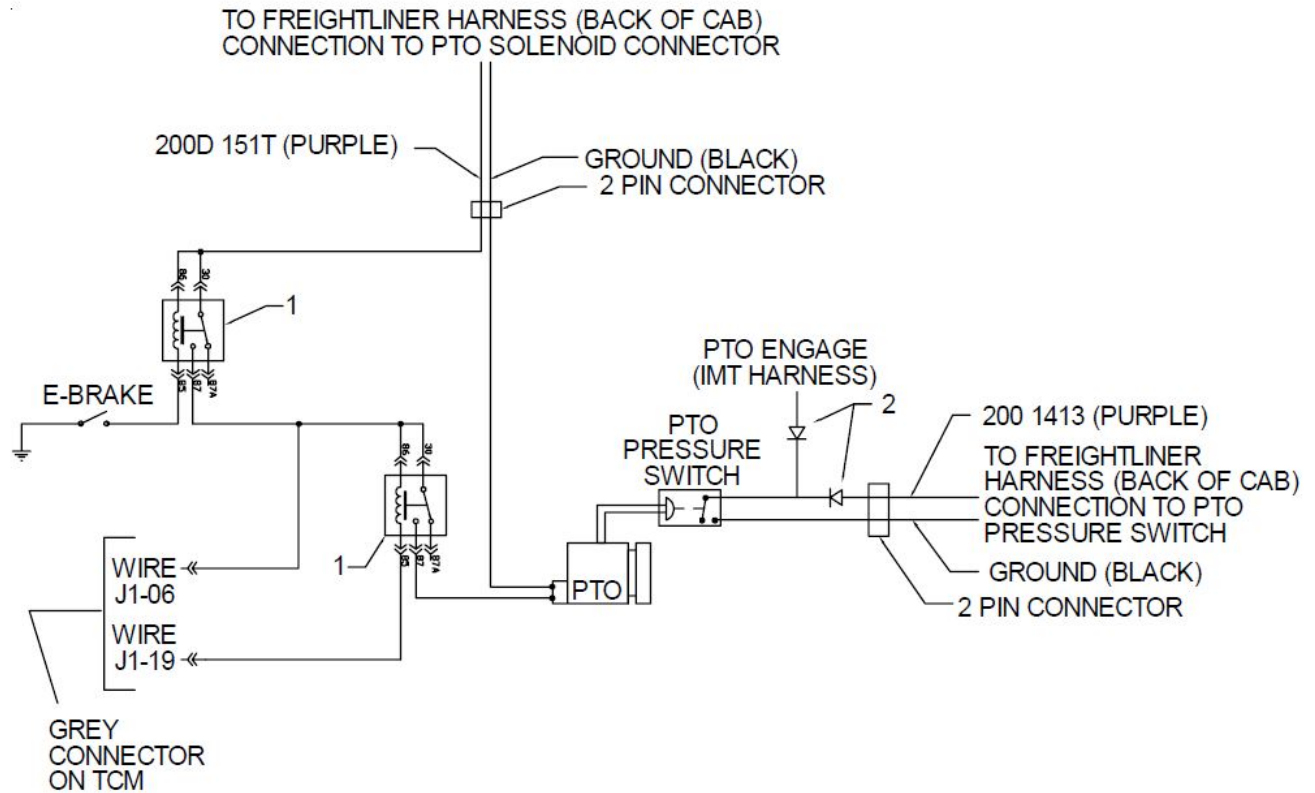 TO FREIGHTLINER HARNESS (BACK OF CAB)
CONNECTION TO PTO SOLENOID CONNECTOR
200D 151T (PURPLE)
GROUND (BLACK)
2 PIN CONNECTOR
86
30
1
85
87
87A
E-BRAKE
PTO ENGAGE
(IMT HARNESS)
2
PTO
PRESSURE
SWITCH
200 1413 (PURPLE)
TO FREIGHTLINER
HARNESS (BACK OF CAB)
CONNECTION TO PTO
PRESSURE SWITCH
GROUND (BLACK)
2 PIN CONNECTOR
86
30
1
85
87
87A
PTO
WIRE
J1-06
WIRE
J1-19
GREY
CONNECTOR
ON TCM